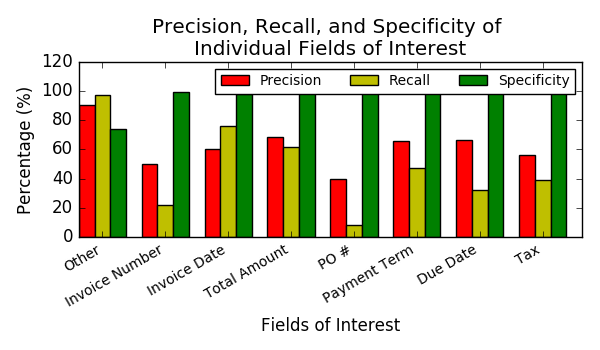 Precision, Recall, and Specificity of
Individual Fields of Interest
Precision Recall Specificity
Percentage (%)
120
100
80
60
40
20
0
Other
Invoice Number
Invoice Date
Total Amount
PO #
Payment Term
Due Date
Tax
Fields of Interest